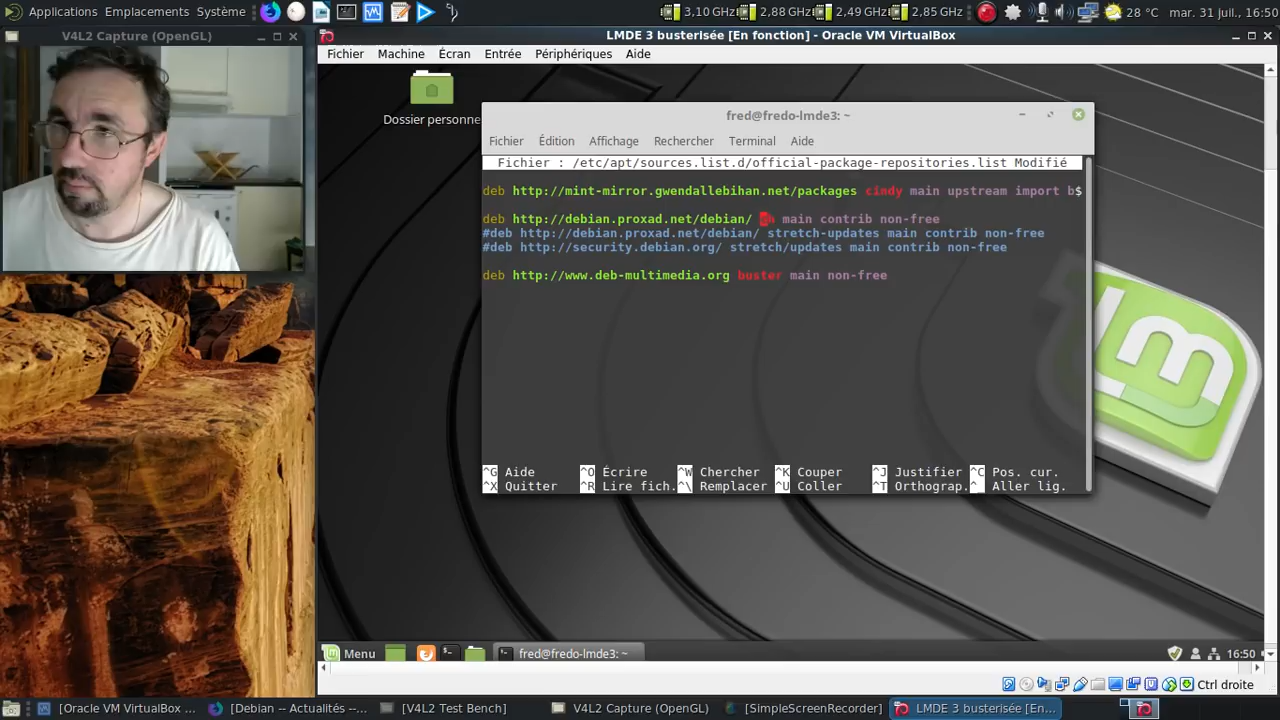 Applications Emplacements Système
3,10 GHz 2,88 GHz 2,49 GHz 2,85 GHz 28 °C mar. 31 juil., 16:50
V4L2 Capture (OpenGL)
LMDE 3 busterisée [En fonction] - Oracle VM VirtualBox
Fichier Machine Écran Entrée Périphériques Aide
Dossier personne
fred@fredo-lmde3: ~
Fichier Édition Affichage Rechercher Terminal Aide
Fichier : /etc/apt/sources.list.d/official-package-repositories.list Modifié
deb http://mint-mirror.gwendallebihan.net/packages cindy main upstream import b$
deb http://debian.proxad.net/debian/ main contrib non-free
#deb http://debian.proxad.net/debian/ stretch-updates main contrib non-free
#deb http://security.debian.org/ stretch/updates main contrib non-free
deb http://www.deb-multimedia.org buster main non-free
^G Aide ^O Écrire ^W Chercher ^K Couper ^J Justifier ^C Pos. cur.
^X Quitter ^R Lire fich. ^\ Remplacer ^U Coller ^T Orthograp. ^_ Aller lig.
Menu fred@fredo-lmde3: ~ 16:50
Ctrl droite
[Oracle VM VirtualBox ... [Debian -- Actualités -... [V4L2 Test Bench] V4L2 Capture (OpenGL) [SimpleScreenRecorder] LMDE 3 busterisée [En...